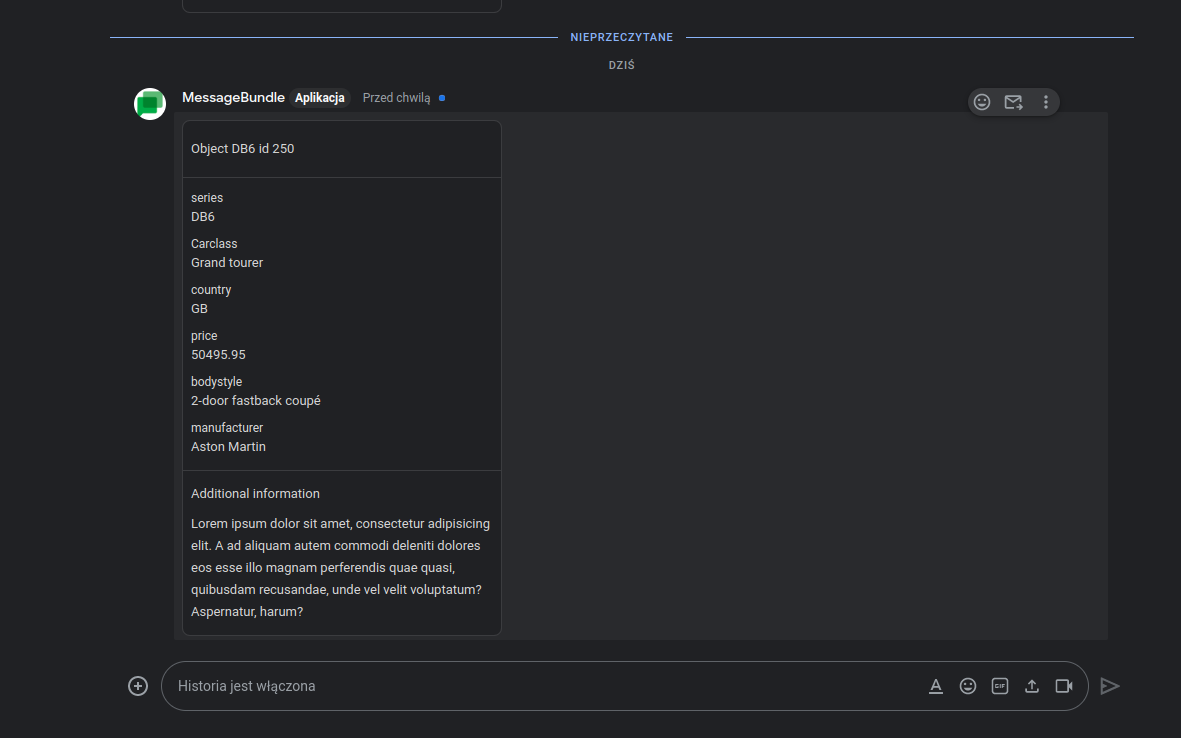 NIEPRZECZYTANE
DZIŚ
MessageBundle Aplikacja Przed chwilą
Object DB6 id 250
series
DB6
Carclass
Grand tourer
country
GB
price
50495.95
bodystyle
2-door fastback coupé
manufacturer
Aston Martin
Additional information
Lorem ipsum dolor sit amet, consectetur adipisicing
elit. A ad aliquam autem commodi deleniti dolores
eos esse illo magnam perferendis quae quasi,
quibusdam recusandae, unde vel velit voluptatum?
Aspernatur, harum?
Historia jest włączona
A
GIF